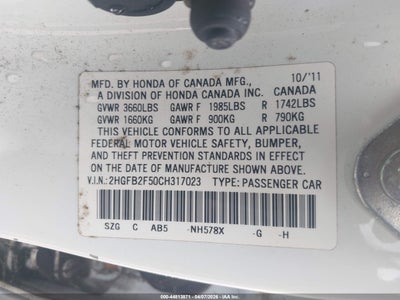 MFD. BY HONDA OF CANADA MFG., 10/'11
A DIVISION OF HONDA CANADA INC. CANADA
GVWR 3660LBS GAWR F 1985LBS R 1742LBS
GVWR 1660KG GAWR F 900KG R 790KG
THIS VEHICLE CONFORMS TO ALL APPLICABLE
FEDERAL MOTOR VEHICLE SAFETY, BUMPER,
AND THEFT PREVENTION STANDARDS IN EFFECT
ON THE DATE OF MANUFACTURE SHOWN ABOVE.
V.I.N.: 2HGFB2F50CH317023 TYPE: PASSENGER CAR
SZG C AB5 -NH578X -G -H
ID: 000-44913571 - 04/07/2026 - IAA